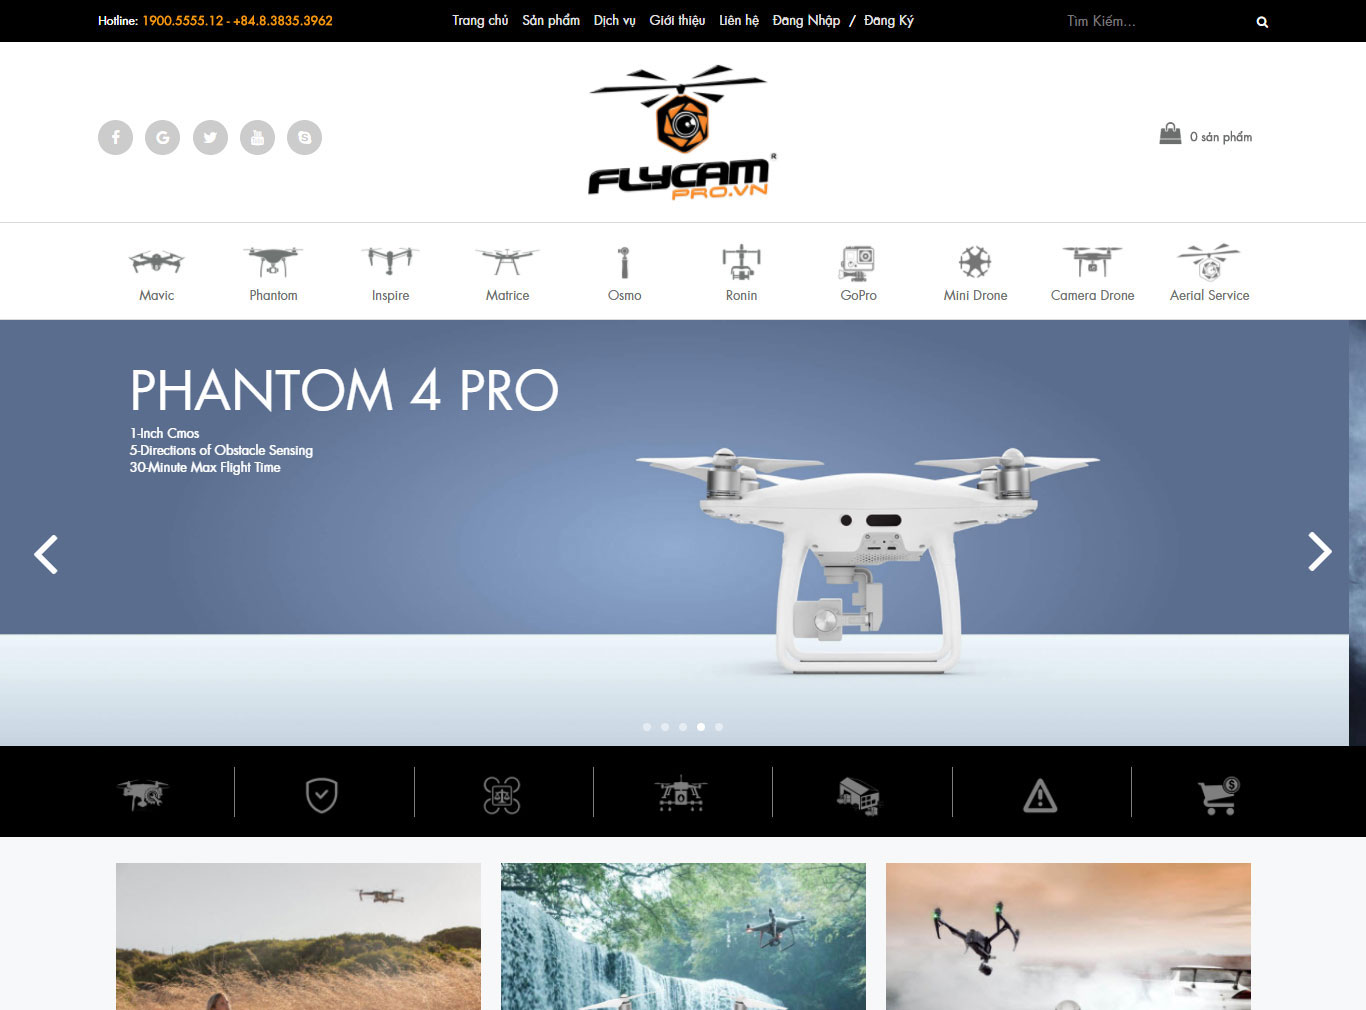 Hotline: 1900.5555.12 - +84.8.3835.3962
Trang chủ Sản phẩm Dịch vụ Giới thiệu Liên hệ Đăng Nhập / Đăng Ký
Tìm Kiếm...
FLYCAM
PRO.VN
0 sản phẩm
Mavic Phantom Inspire Matrice Osmo Ronin GoPro Mini Drone Camera Drone Aerial Service
PHANTOM 4 PRO
1-Inch Cmos
5-Directions of Obstacle Sensing
30-Minute Max Flight Time